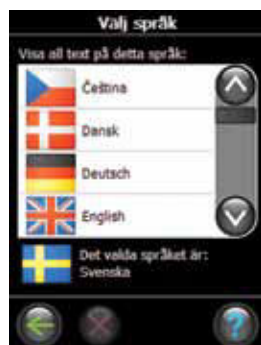 Välj språk
Visa all text på detta språk:
Čeština
Dansk
Deutsch
English
Det valda språket är:
Svenska
?